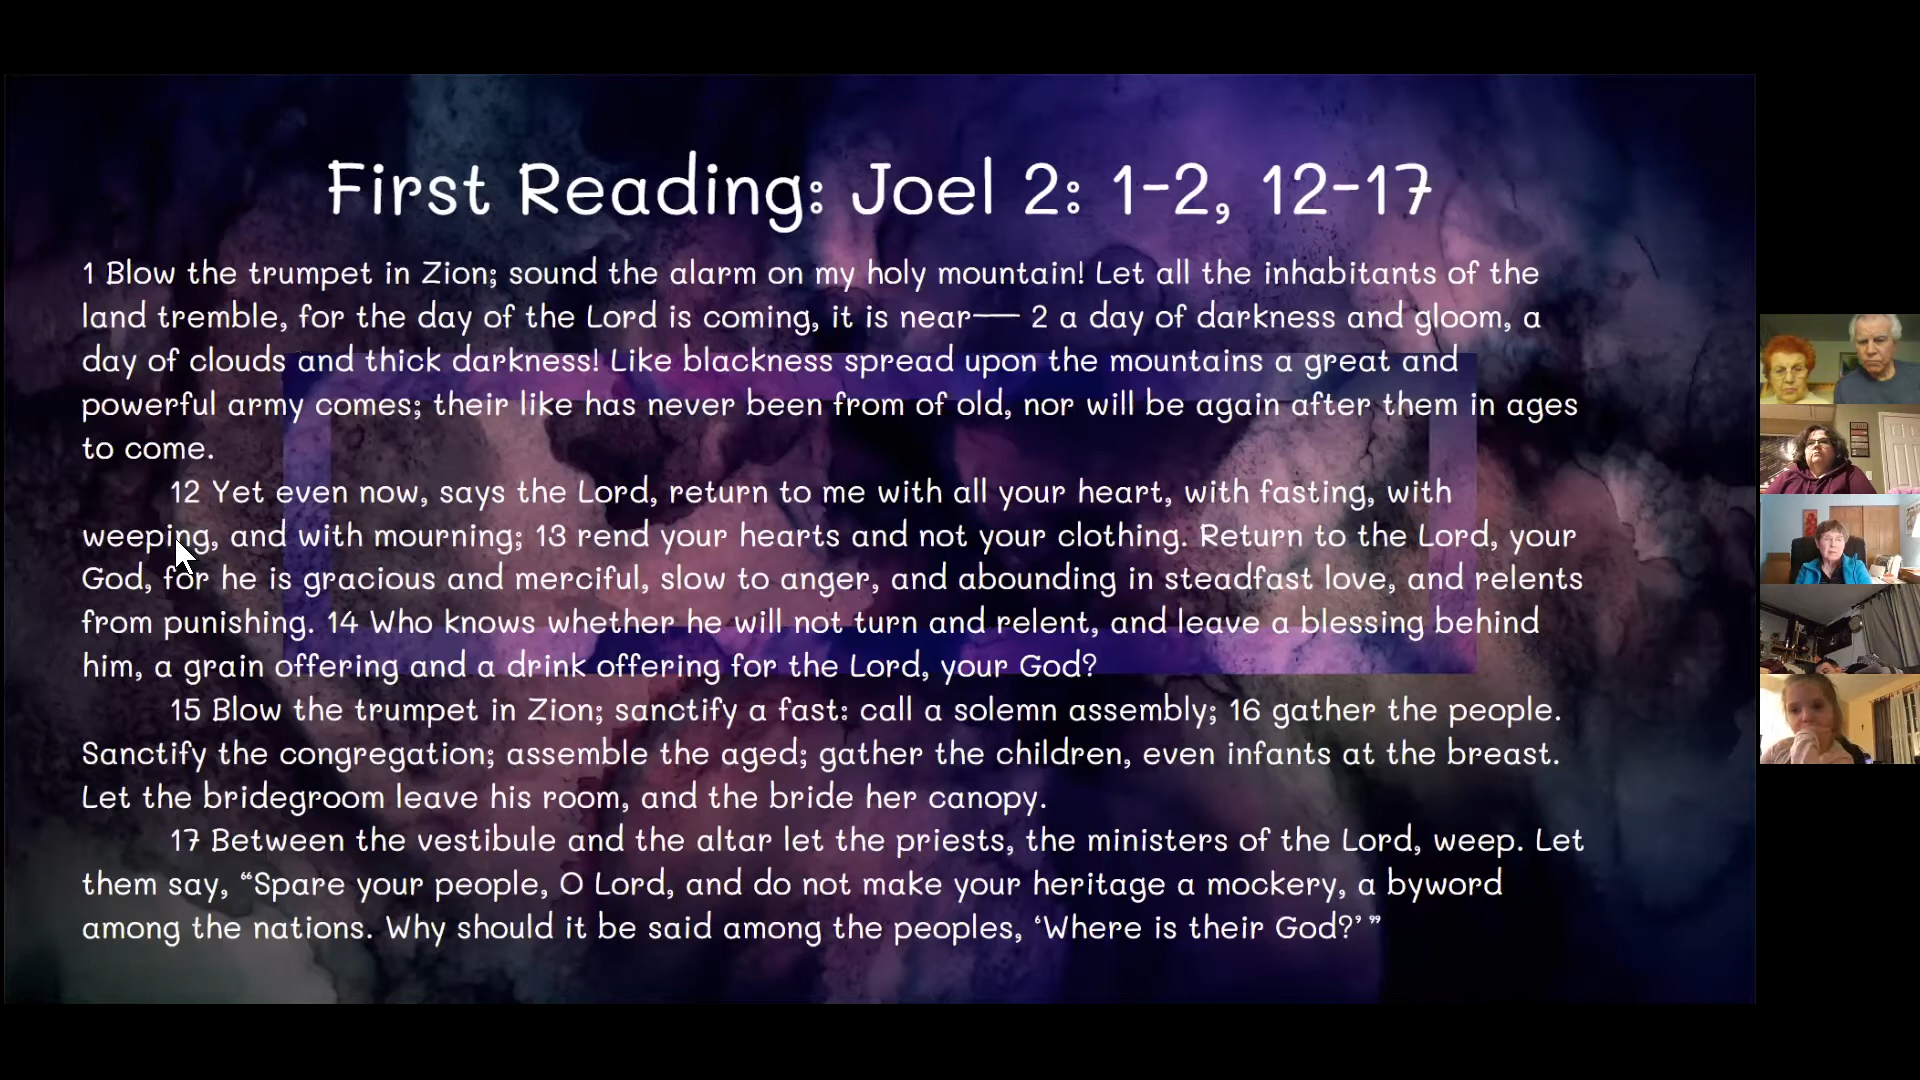 First Reading: Joel 2: 1-2, 12-17
1 Blow the trumpet in Zion; sound the alarm on my holy mountain! Let all the inhabitants of the
land tremble, for the day of the Lord is coming, it is near— 2 a day of darkness and gloom, a
day of clouds and thick darkness! Like blackness spread upon the mountains a great and
powerful army comes; their like has never been from of old, nor will be again after them in ages
to come.
12 Yet even now, says the Lord, return to me with all your heart, with fasting, with
weeping, and with mourning; 13 rend your hearts and not your clothing. Return to the Lord, your
God, for he is gracious and merciful, slow to anger, and abounding in steadfast love, and relents
from punishing. 14 Who knows whether he will not turn and relent, and leave a blessing behind
him, a grain offering and a drink offering for the Lord, your God?
15 Blow the trumpet in Zion; sanctify a fast: call a solemn assembly; 16 gather the people.
Sanctify the congregation; assemble the aged; gather the children, even infants at the breast.
Let the bridegroom leave his room, and the bride her canopy.
17 Between the vestibule and the altar let the priests, the ministers of the Lord, weep. Let
them say, “Spare your people, O Lord, and do not make your heritage a mockery, a byword
among the nations. Why should it be said among the peoples, ‘Where is their God?’ ”